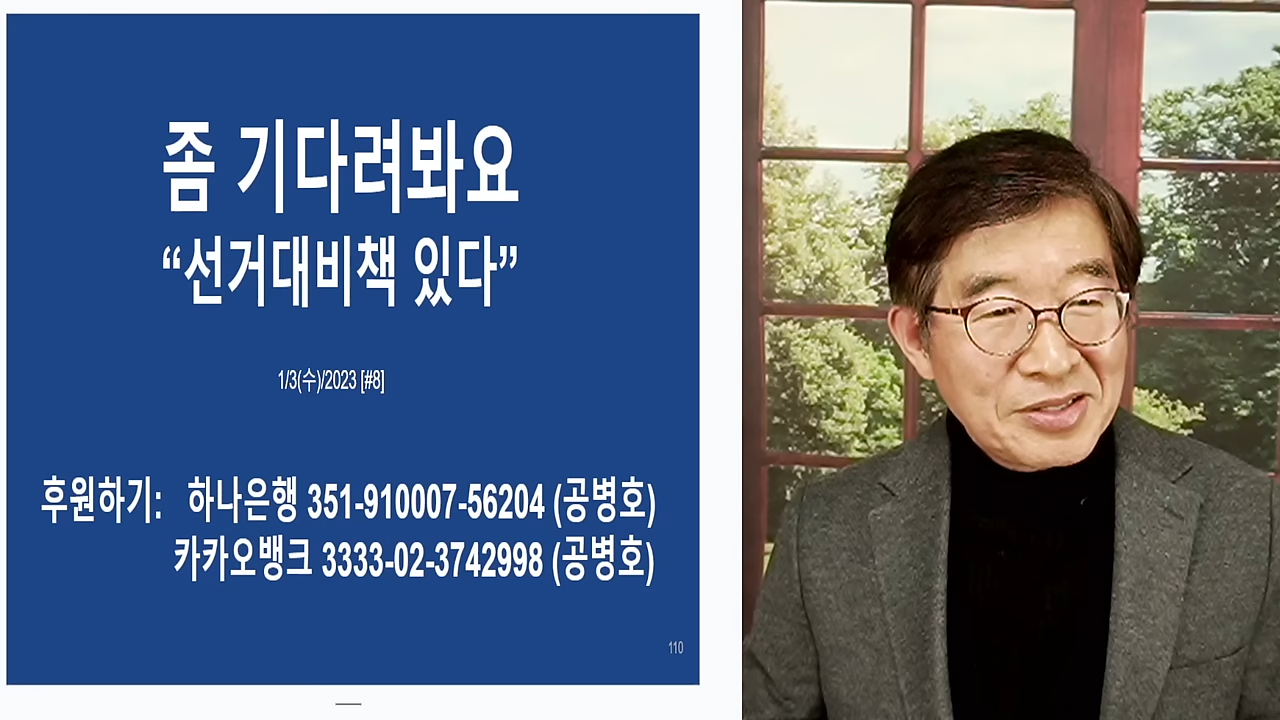 좀 기다려봐요
“선거대비책 있다”
1/3(수)/2023 [#8]
후원하기: 하나은행 351-910007-56204 (공병호)
카카오뱅크 3333-02-3742998 (공병호)
110